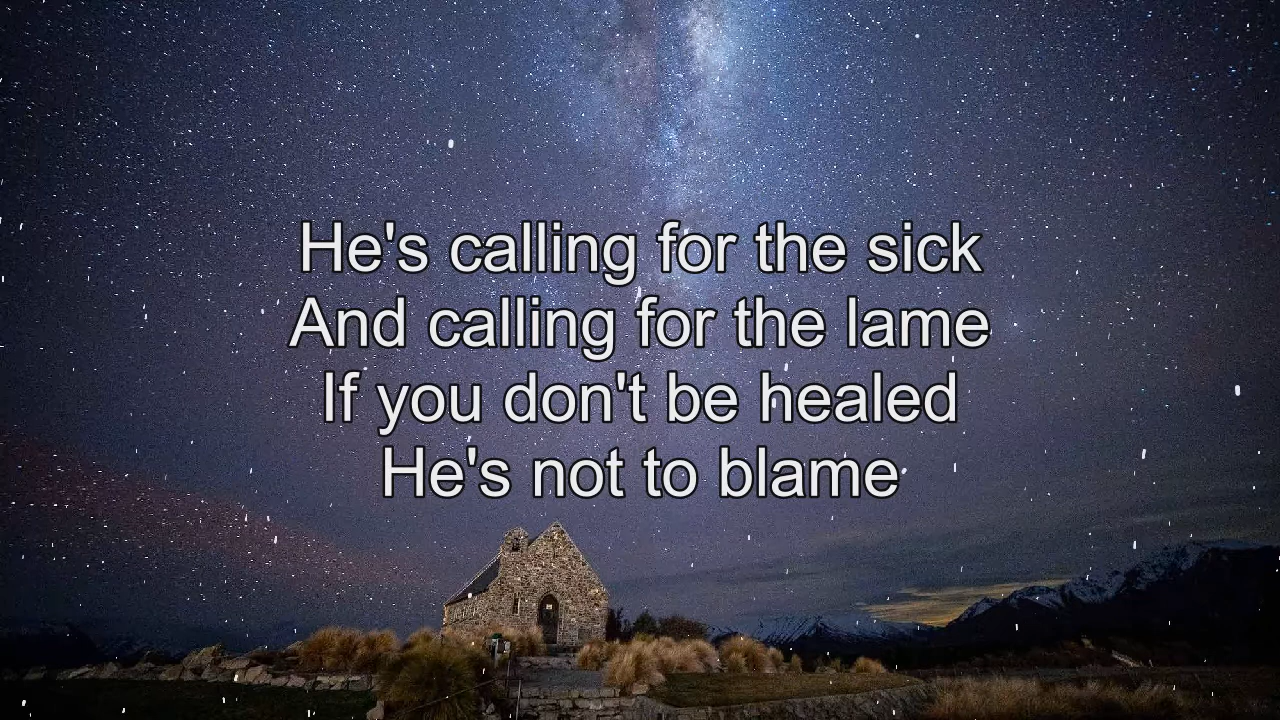 He's calling for the sick
And calling for the lame
If you don't be healed
He's not to blame